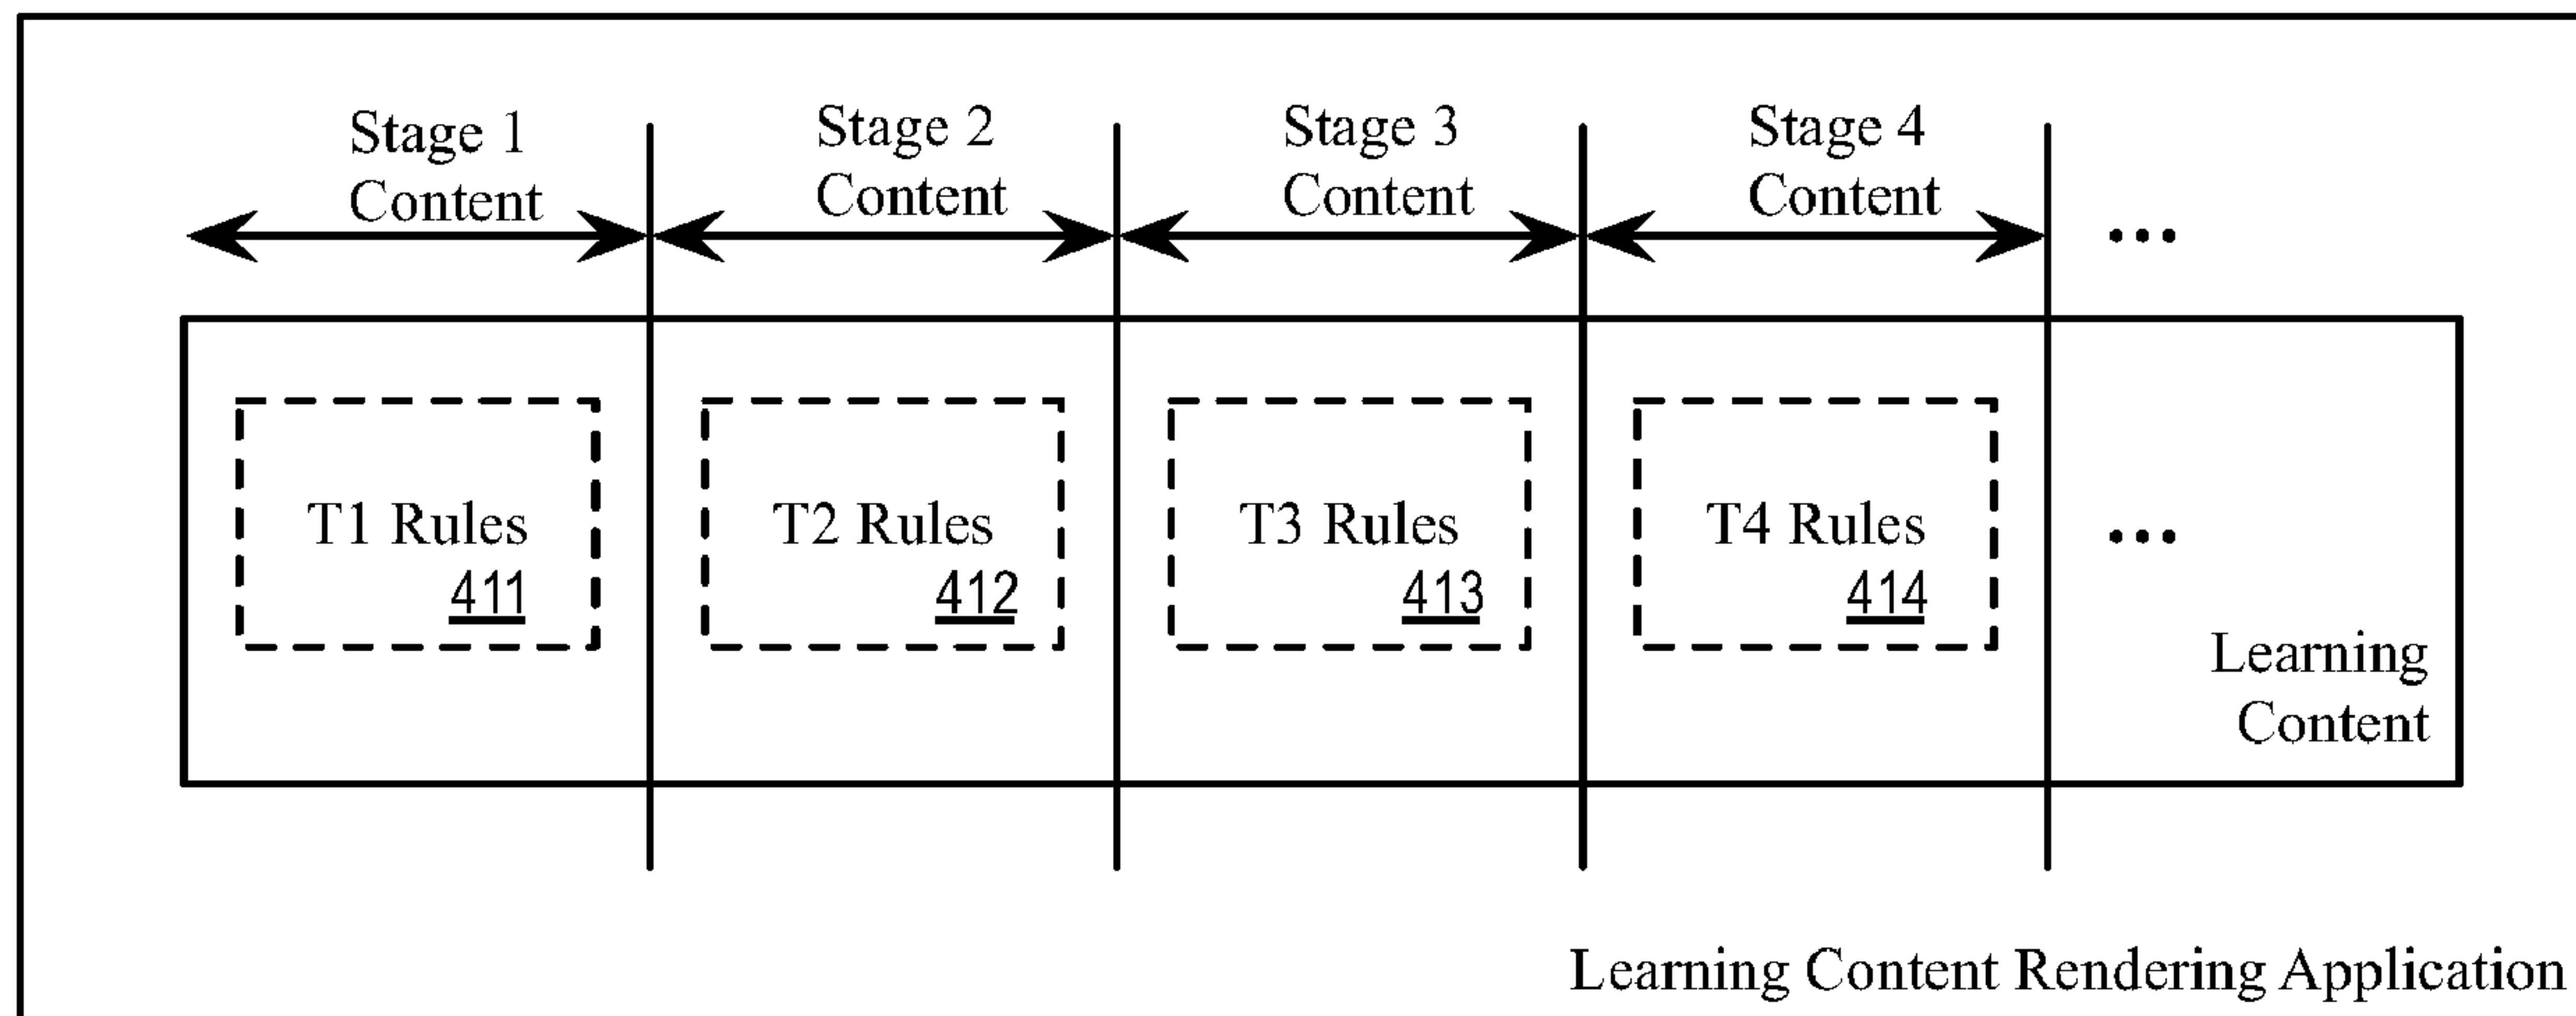 Stage 1
Content
Stage 2
Content
Stage 3
Content
Stage 4
Content
...
T1 Rules
411
T2 Rules
412
T3 Rules
413
T4 Rules
414
...
Learning
Content
Learning Content Rendering Application